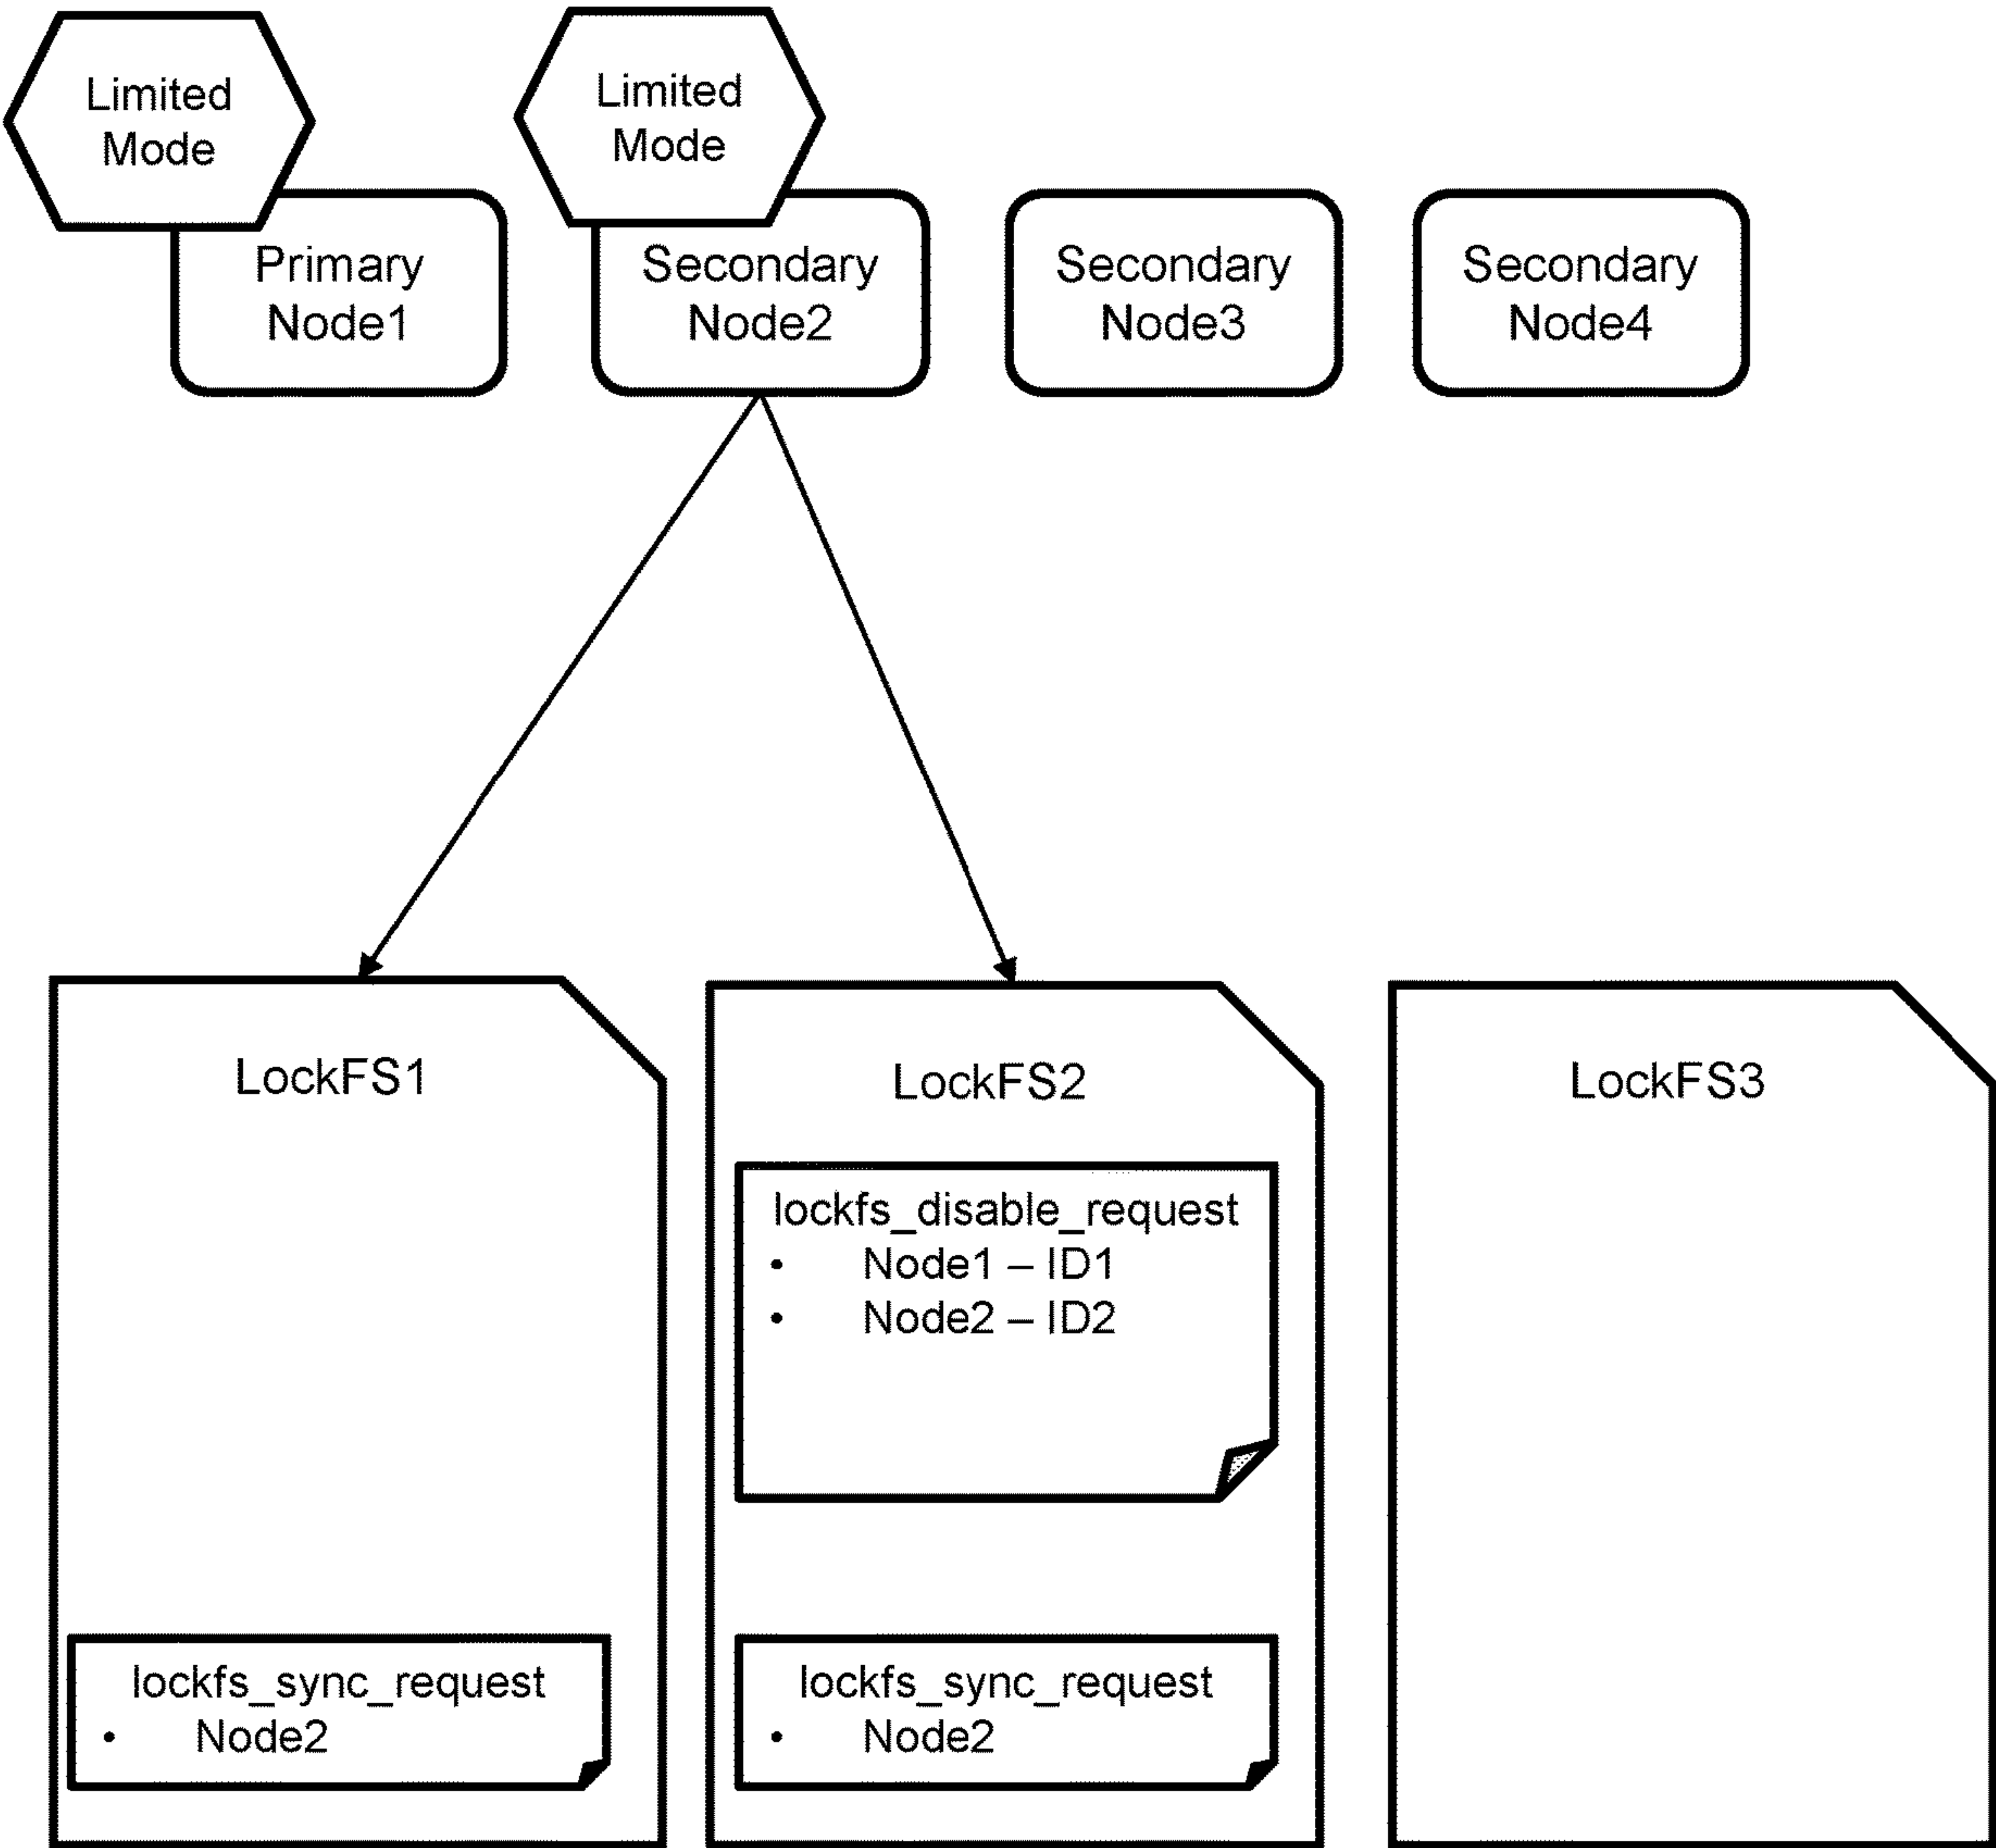 Limited
Mode
Limited
Mode
Primary
Node1
Secondary
Node2
Secondary
Node3
Secondary
Node4
LockFS1
lockfs_sync_request
• Node2
LockFS2
lockfs_disable_request
• Node1 – ID1
• Node2 – ID2
lockfs_sync_request
• Node2
LockFS3